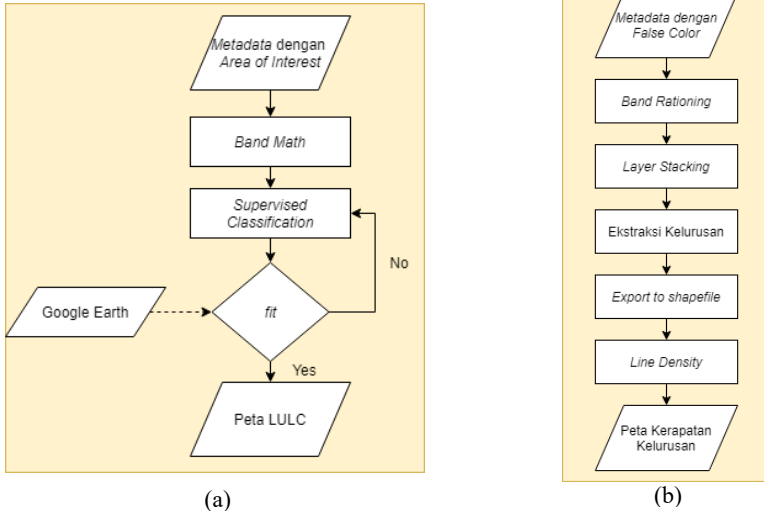 Metadata dengan
Area of Interest
Band Math
Supervised
Classification
No
Google Earth
fit
Yes
Peta LULC
(a)
Metadata dengan
False Color
Band Rationing
Layer Stacking
Ekstraksi Kelurusan
Export to shapefile
Line Density
Peta Kerapatan
Kelurusan
(b)